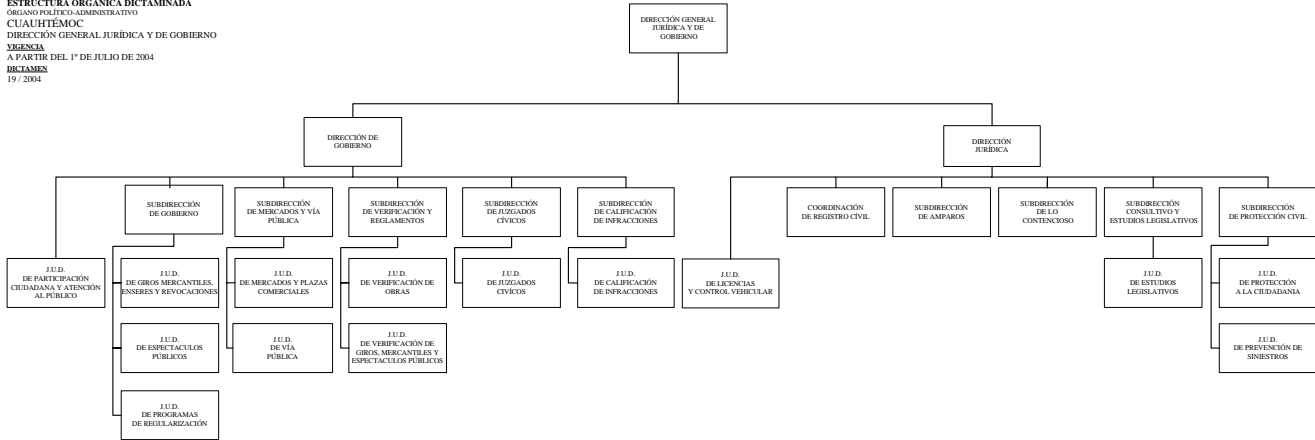 ESTRUCTURA ORGÁNICA DICTAMINADA
ÓRGANO POLÍTICO-ADMINISTRATIVO
CUAUHTÉMOC
DIRECCIÓN GENERAL JURÍDICA Y DE GOBIERNO
VIGENCIA
A PARTIR DEL 1º DE JULIO DE 2004
DICTAMEN
19 / 2004
DIRECCIÓN GENERAL
JURÍDICA Y DE
GOBIERNO
DIRECCIÓN DE
GOBIERNO
DIRECCIÓN
JURÍDICA
SUBDIRECCIÓN
DE GOBIERNO
SUBDIRECCIÓN
DE MERCADOS Y VÍA
PÚBLICA
SUBDIRECCIÓN
DE VERIFICACIÓN Y
REGLAMENTOS
SUBDIRECCIÓN
DE JUZGADOS
CÍVICOS
SUBDIRECCIÓN
DE CALIFICACIÓN
DE INFRACCIONES
COORDINACIÓN
DE REGISTRO CÍVIL
SUBDIRECCIÓN
DE AMPAROS
SUBDIRECCIÓN
DE LO
CONTENCIOSO
SUBDIRECCIÓN
CONSULTIVO Y
ESTUDIOS LEGISLATIVOS
SUBDIRECCIÓN
DE PROTECCIÓN CIVIL
J.U.D.
DE PARTICIPACIÓN
CIUDADANA Y ATENCIÓN
AL PÚBLICO
J.U.D.
DE GIROS MERCANTILES,
ENSERES Y REVOCACIONES
J.U.D.
DE MERCADOS Y PLAZAS
COMERCIALES
J.U.D.
DE VERIFICACIÓN DE
OBRAS
J.U.D.
DE JUZGADOS
CIVÍCOS
J.U.D.
DE CALIFICACIÓN
DE INFRACCIONES
J.U.D.
DE LICENCIAS
Y CONTROL VEHICULAR
J.U.D.
DE ESTUDIOS
LEGISLATIVOS
J.U.D.
DE PROTECCIÓN
A LA CIUDADANIA
J.U.D.
DE ESPECTACULOS
PÚBLICOS
J.U.D.
DE VÍA
PÚBLICA
J.U.D.
DE VERIFICACIÓN DE
GIROS, MERCANTILES Y
ESPECTACULOS PÚBLICOS
J.U.D.
DE PREVENCIÓN DE
SINIESTROS
J.U.D.
DE PROGRAMAS
DE REGULARIZACIÓN